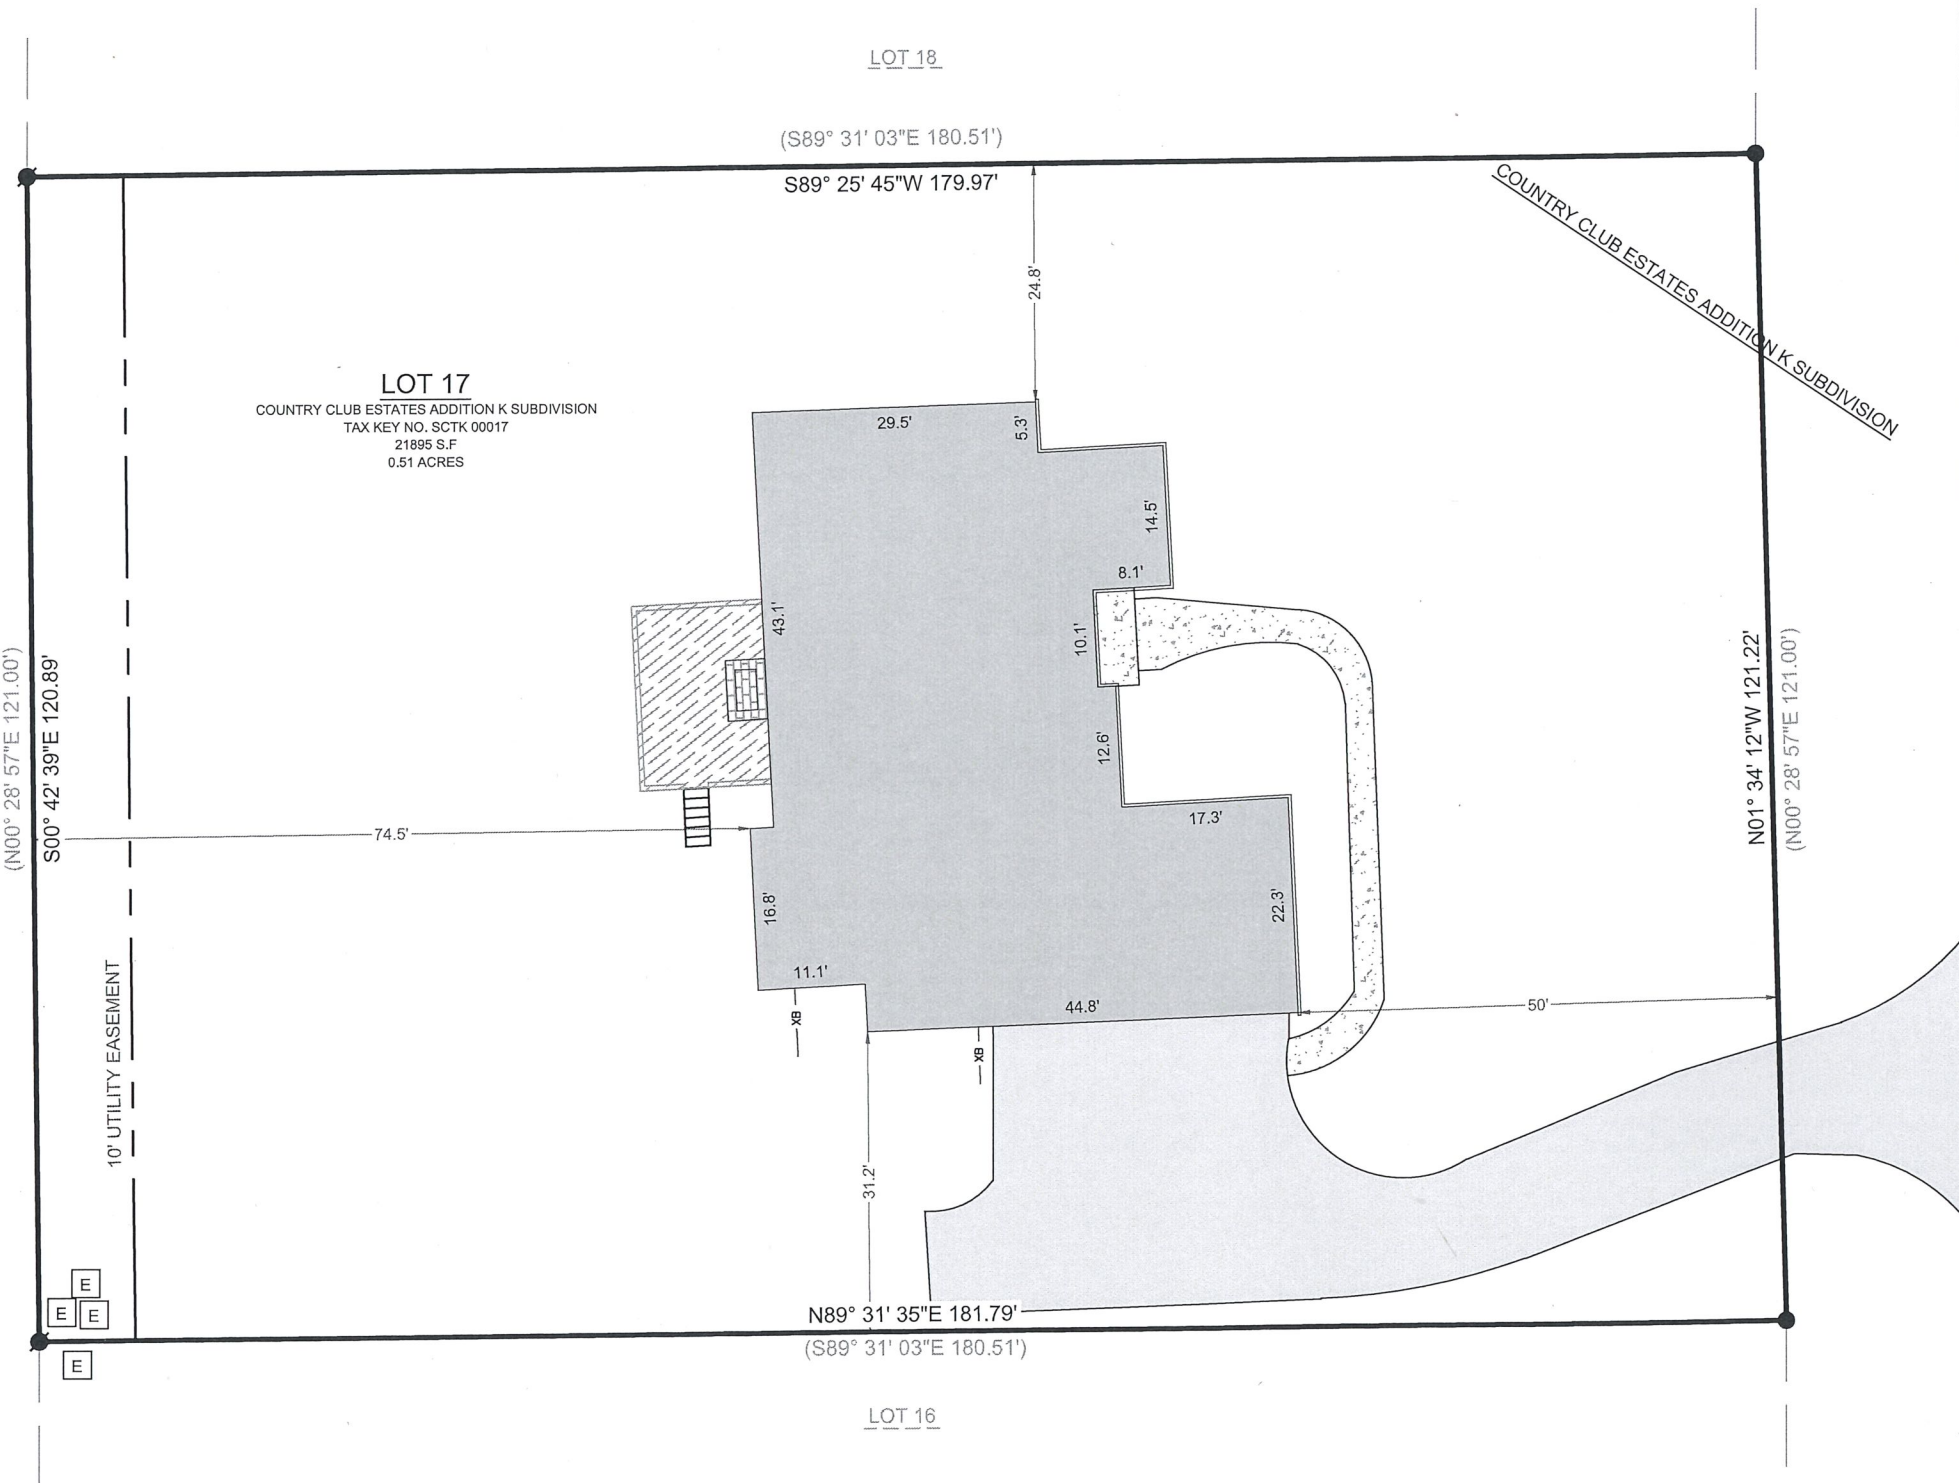 LOT 18
(S89° 31' 03"E 180.51')
S89° 25' 45"W 179.97'
COUNTRY CLUB ESTATES ADDITION K SUBDIVISION
24.8'
LOT 17
COUNTRY CLUB ESTATES ADDITION K SUBDIVISION
TAX KEY NO. SCTK 00017
21895 S.F
0.51 ACRES
29.5'
5.3'
14.5'
8.1'
43.1'
10.1'
12.6'
(N00° 28' 57"E 121.00')
S00° 42' 39"E 120.89'
N01° 34' 12"W 121.22'
(N00° 28' 57"E 121.00')
74.5'
17.3'
16.8'
22.3'
11.1'
44.8'
50'
XB
XB
10' UTILITY EASEMENT
31.2'
E
E
E
N89° 31' 35"E 181.79'
(S89° 31' 03"E 180.51')
E
LOT 16